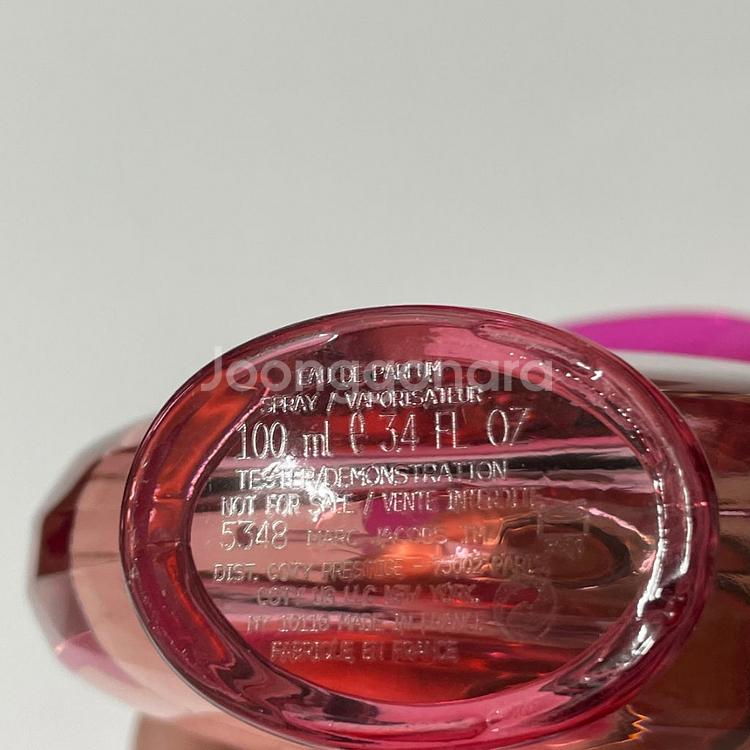 Joonggonara
EAU DE PARFUM
SPRAY / VAPORISATEUR
100 ml ℮ 3.4 FL OZ
TESTER/DEMONSTRATION
NOT FOR SALE / VENTE INTERDITE
5348 MARC JACOBS TM
DIST. COTY PRESTIGE - 75002 PARIS
COTY US LLC NEW YORK,
NY 10118 MADE IN FRANCE
FABRIQUÉ EN FRANCE